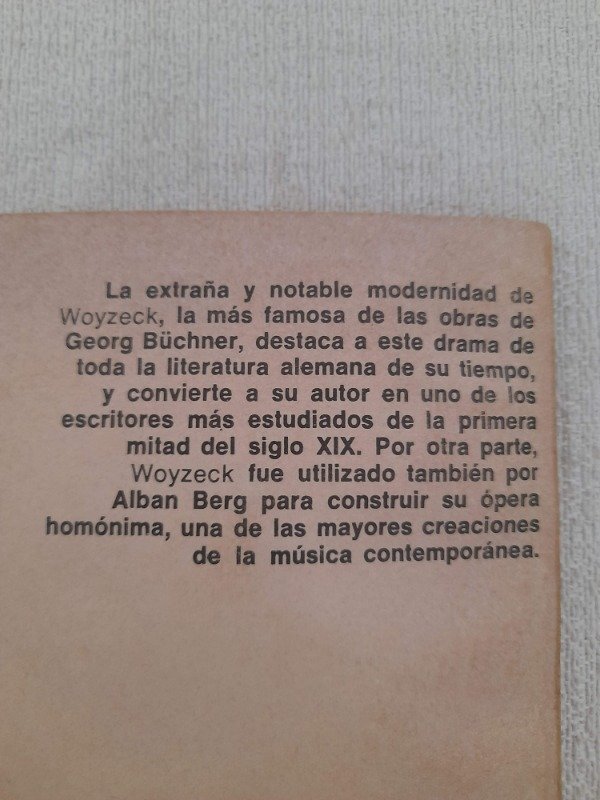 La extraña y notable modernidad de
Woyzeck, la más famosa de las obras de
Georg Büchner, destaca a este drama de
toda la literatura alemana de su tiempo,
y convierte a su autor en uno de los
escritores más estudiados de la primera
mitad del siglo XIX. Por otra parte,
Woyzeck fue utilizado también por
Alban Berg para construir su ópera
homónima, una de las mayores creaciones
de la música contemporánea.